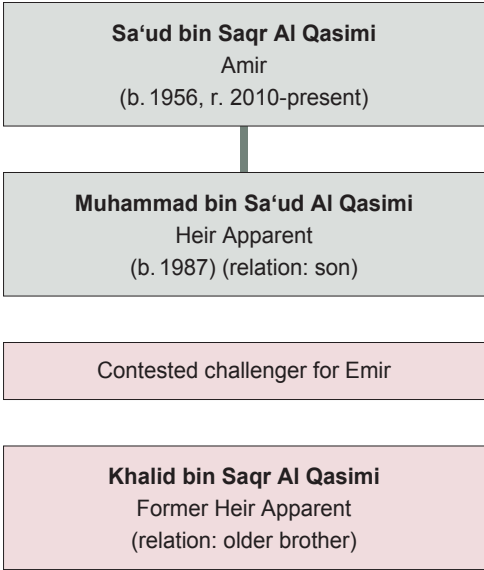 Sa‘ud bin Saqr Al Qasimi
Amir
(b. 1956, r. 2010-present)
Muhammad bin Sa‘ud Al Qasimi
Heir Apparent
(b. 1987) (relation: son)
Contested challenger for Emir
Khalid bin Saqr Al Qasimi
Former Heir Apparent
(relation: older brother)